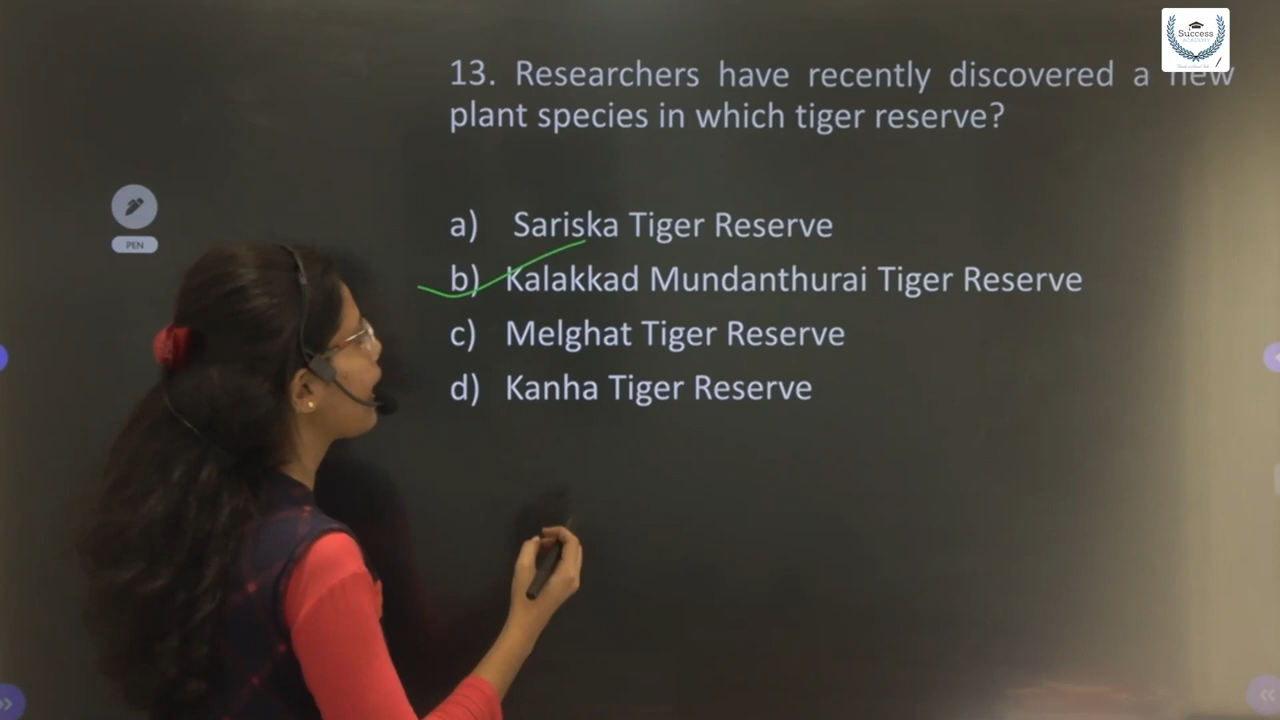 Success
ACADEMY
13. Researchers have recently discovered a new
plant species in which tiger reserve?
PEN
a) Sariska Tiger Reserve
b) Kalakkad Mundanthurai Tiger Reserve
c) Melghat Tiger Reserve
d) Kanha Tiger Reserve